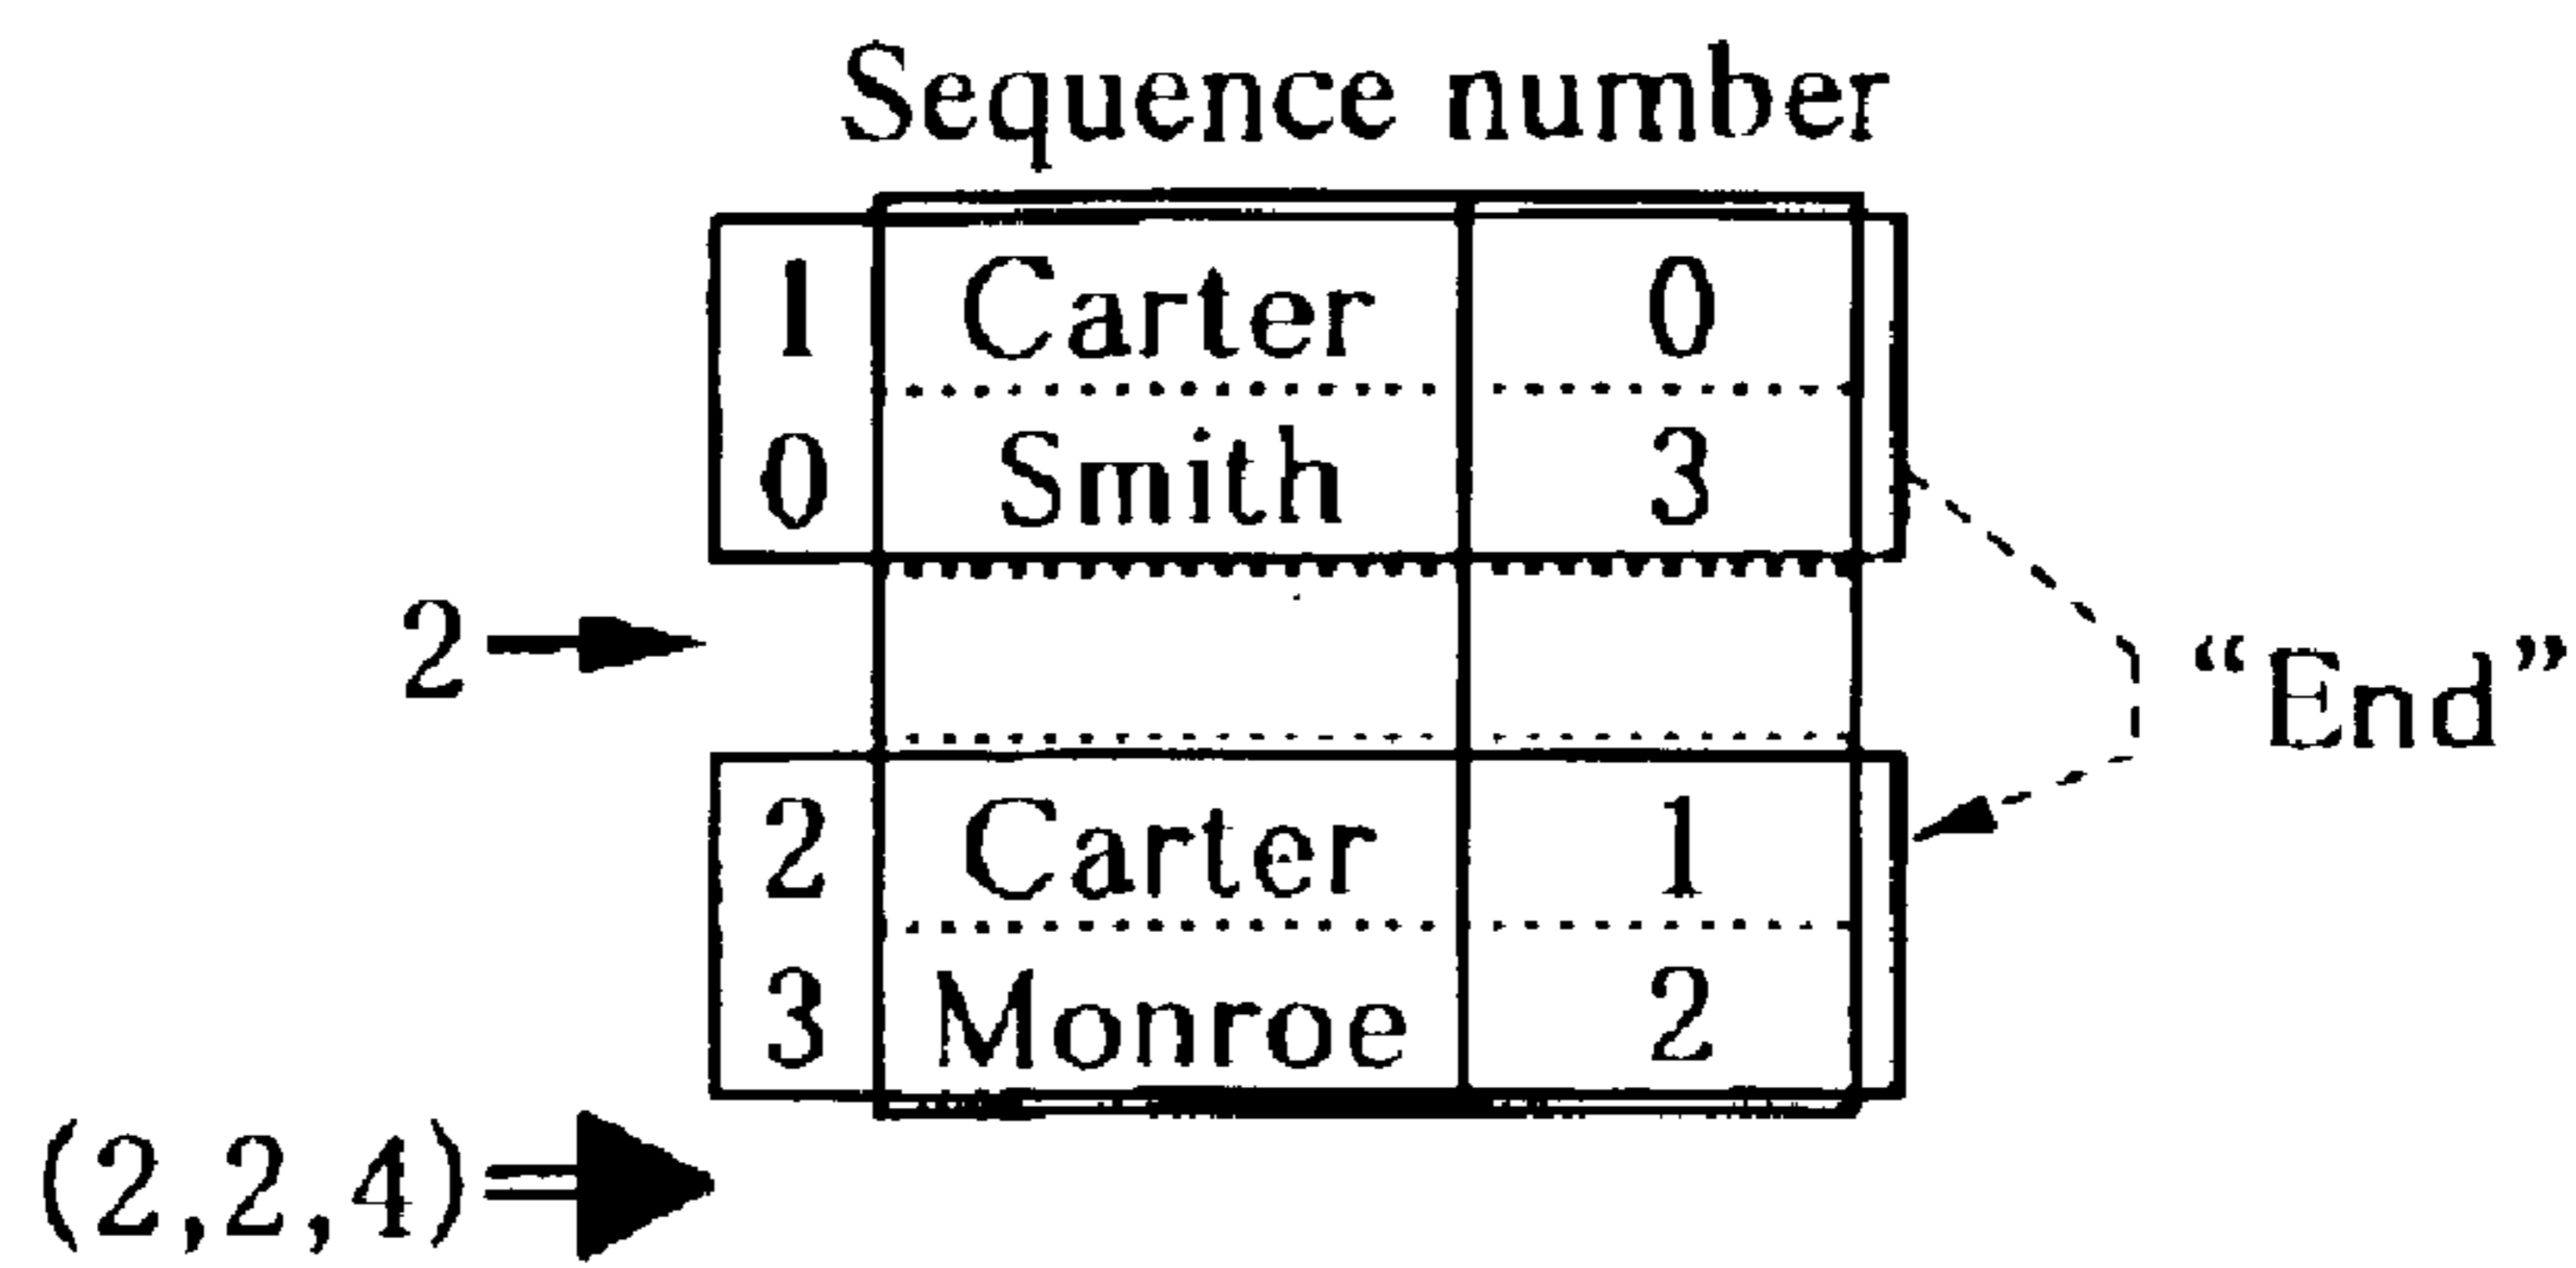 Sequence number
1 Carter 0
0 Smith 3
2
“End”
2 Carter 1
3 Monroe 2
(2,2,4)